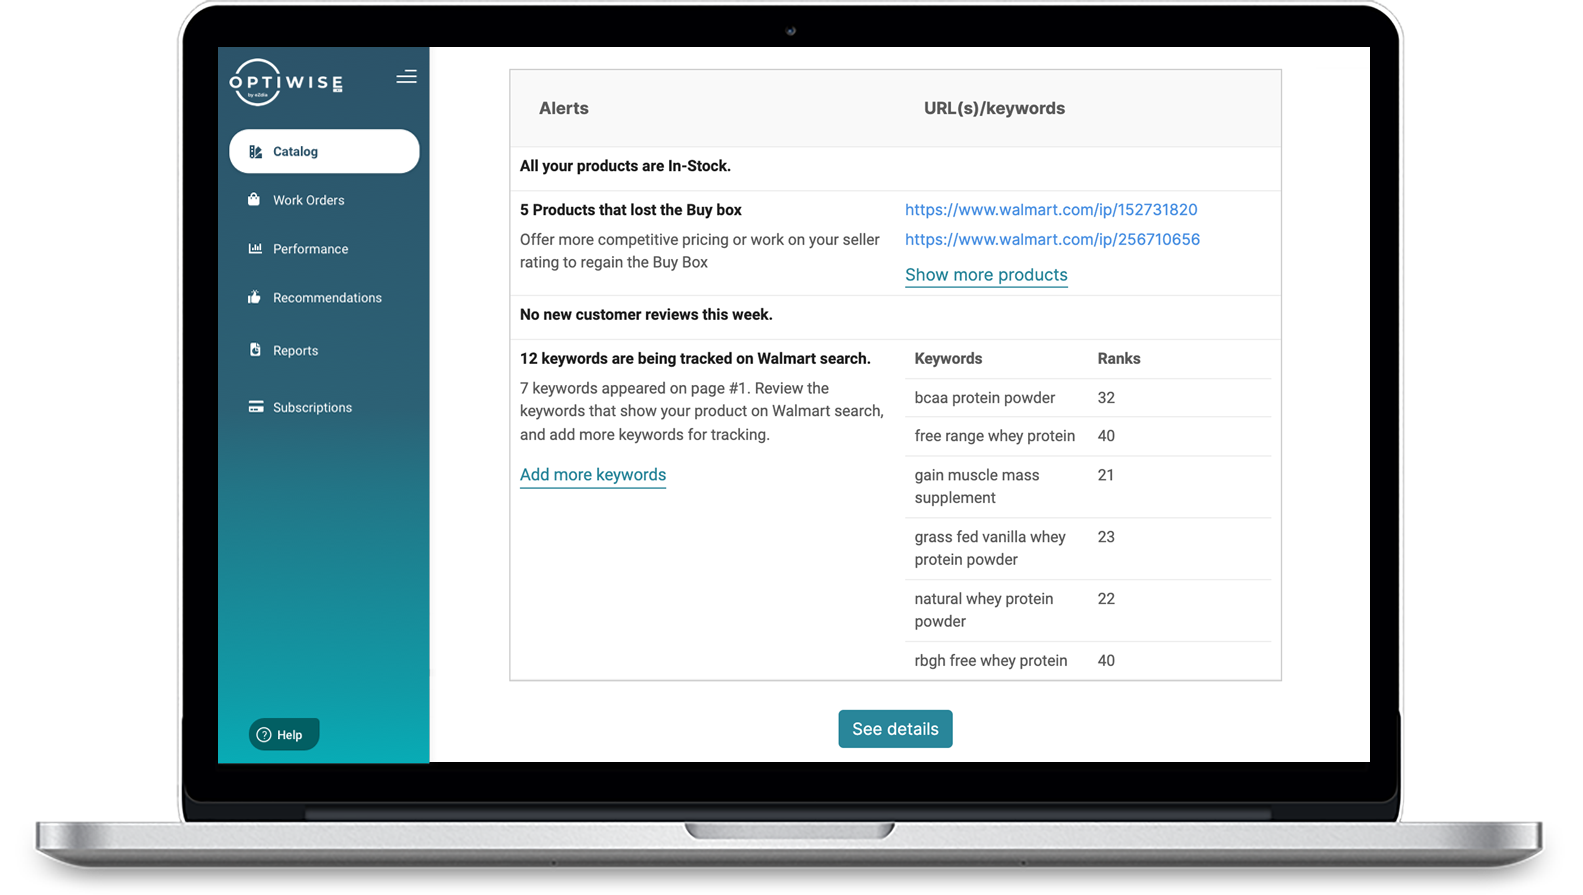 OPTIWISE
by eZdia
Catalog
Work Orders
Performance
Recommendations
Reports
Subscriptions
Help
Alerts URL(s)/keywords
All your products are In-Stock.
5 Products that lost the Buy box
Offer more competitive pricing or work on your seller
rating to regain the Buy Box
https://www.walmart.com/ip/152731820
https://www.walmart.com/ip/256710656
Show more products
No new customer reviews this week.
12 keywords are being tracked on Walmart search.
7 keywords appeared on page #1. Review the
keywords that show your product on Walmart search,
and add more keywords for tracking.
Add more keywords
Keywords Ranks
bcaa protein powder 32
free range whey protein 40
gain muscle mass 21
supplement
grass fed vanilla whey 23
protein powder
natural whey protein 22
powder
rbgh free whey protein 40
See details